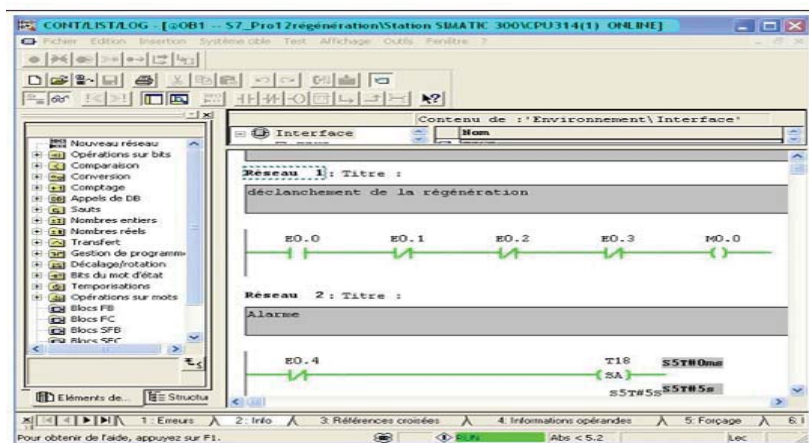 CONT/LIST/LOG - [@OB1 -- S7_Pro12régénération\Station SIMATIC 300\CPU314(1) ONLINE]
Fichier Edition Insertion Système cible Test Affichage Outils Fenêtre ?
Contenu de :'Environnement\Interface'
Interface
Nom
Nouveau réseau
Opérations sur bits
Comparaison
Conversion
Comptage
Appels de DB
Sauts
Nombres entiers
Nombres réels
Transfert
Gestion de programm
Décalage/rotation
Bits du mot d'état
Temporisations
Opérations sur mots
Blocs FB
Blocs FC
Blocs SFB
Blocs SFC
Eléments de...
Structu
Réseau 1 : Titre :
déclanchement de la régénération
E0.0 E0.1 E0.2 E0.3 M0.0
Réseau 2 : Titre :
Alarme
E0.4 T18 S5T#0ms
(SA)
S5T#5s S5T#5s
1 : Erreurs 2 : Info 3: Références croisées 4: Informations opérandes 5: Forçage 6:
Pour obtenir de l'aide, appuyez sur F1. RUN Abs < 5.2 Lec